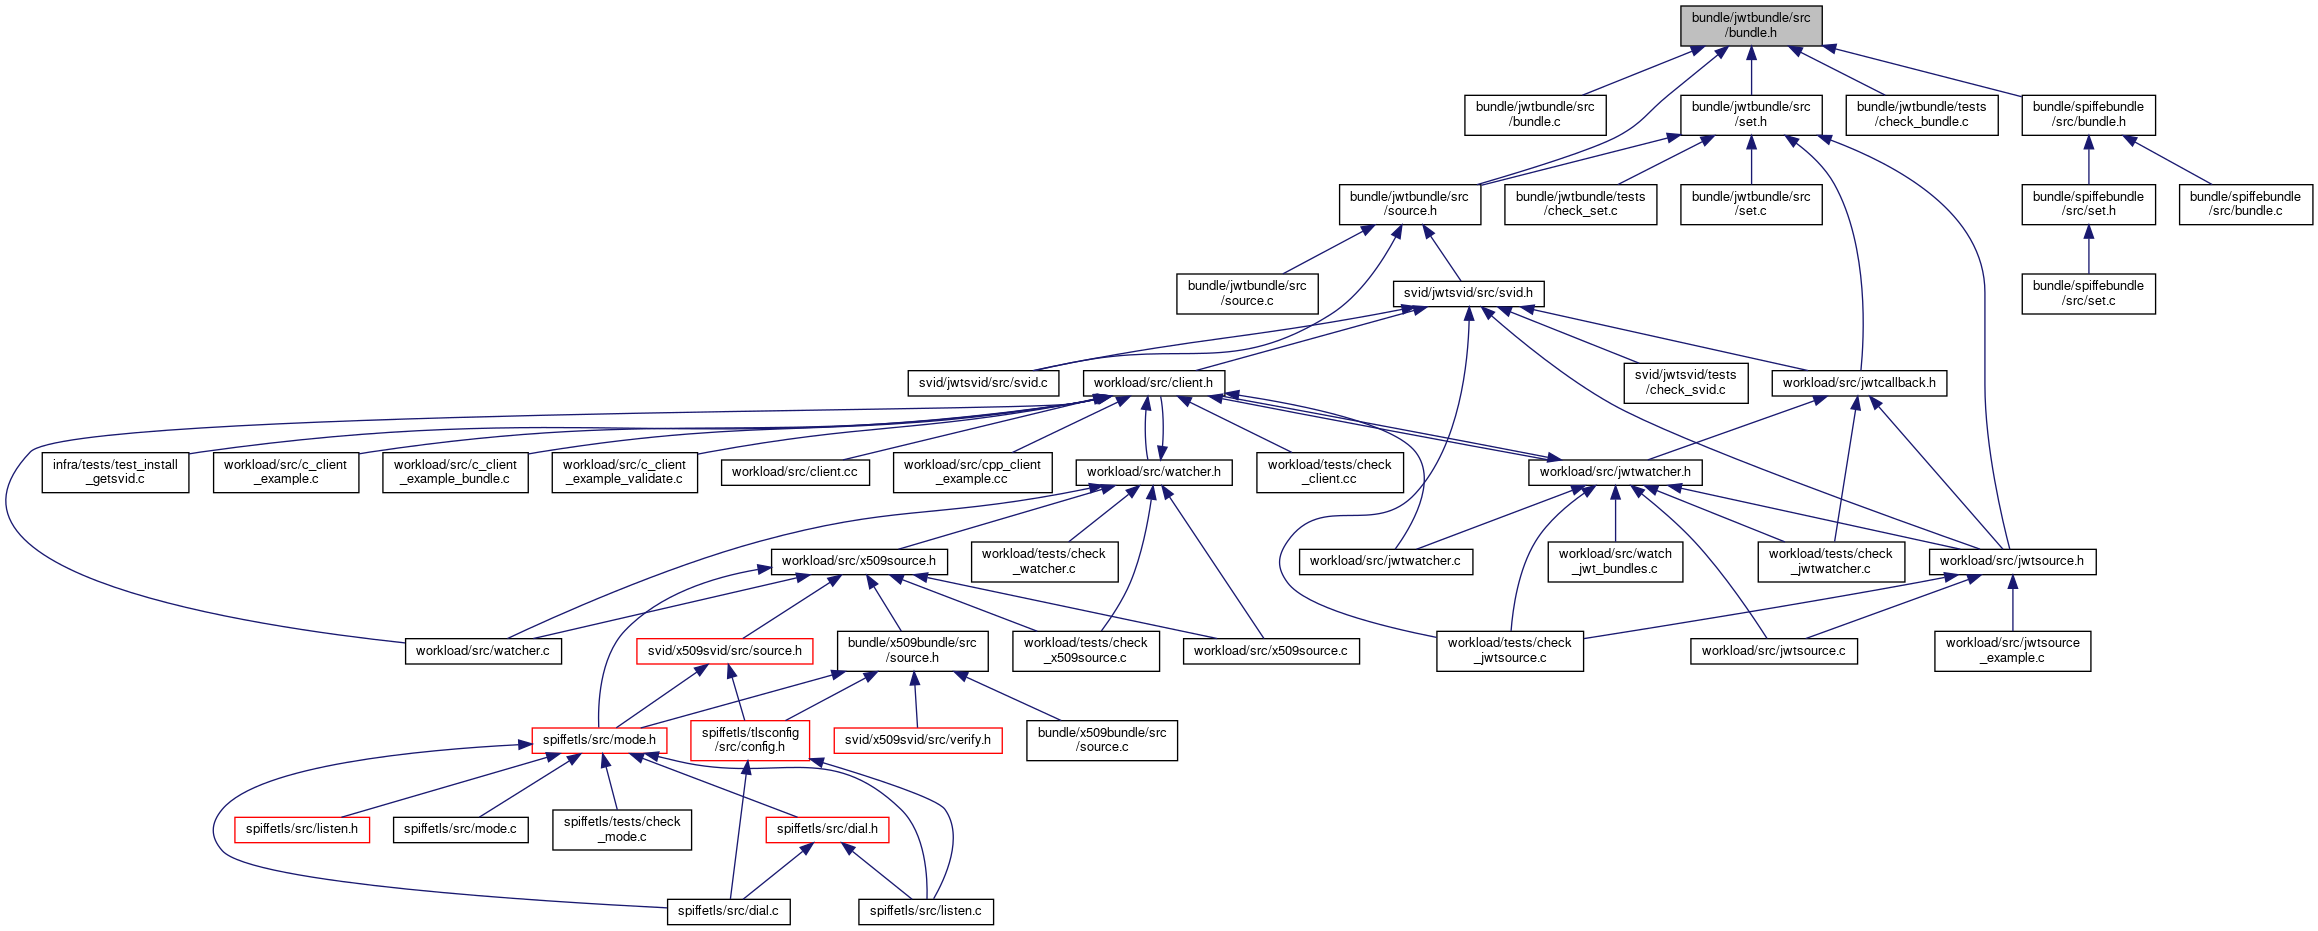 bundle/jwtbundle/src
/bundle.h
bundle/jwtbundle/src
/bundle.c
bundle/jwtbundle/src
/set.h
bundle/jwtbundle/tests
/check_bundle.c
bundle/spiffebundle
/src/bundle.h
bundle/jwtbundle/src
/source.h
bundle/jwtbundle/tests
/check_set.c
bundle/jwtbundle/src
/set.c
bundle/spiffebundle
/src/set.h
bundle/spiffebundle
/src/bundle.c
bundle/jwtbundle/src
/source.c
svid/jwtsvid/src/svid.h
bundle/spiffebundle
/src/set.c
svid/jwtsvid/src/svid.c
workload/src/client.h
svid/jwtsvid/tests
/check_svid.c
workload/src/jwtcallback.h
infra/tests/test_install
_getsvid.c
workload/src/c_client
_example.c
workload/src/c_client
_example_bundle.c
workload/src/c_client
_example_validate.c
workload/src/client.cc
workload/src/cpp_client
_example.cc
workload/src/watcher.h
workload/tests/check
_client.cc
workload/src/jwtwatcher.h
workload/src/x509source.h
workload/tests/check
_watcher.c
workload/src/jwtwatcher.c
workload/src/watch
_jwt_bundles.c
workload/tests/check
_jwtwatcher.c
workload/src/jwtsource.h
workload/src/watcher.c
svid/x509svid/src/source.h
bundle/x509bundle/src
/source.h
workload/tests/check
_x509source.c
workload/src/x509source.c
workload/tests/check
_jwtsource.c
workload/src/jwtsource.c
workload/src/jwtsource
_example.c
spiffetls/src/mode.h
spiffetls/tlsconfig
/src/config.h
svid/x509svid/src/verify.h
bundle/x509bundle/src
/source.c
spiffetls/src/listen.h
spiffetls/src/mode.c
spiffetls/tests/check
_mode.c
spiffetls/src/dial.h
spiffetls/src/dial.c
spiffetls/src/listen.c